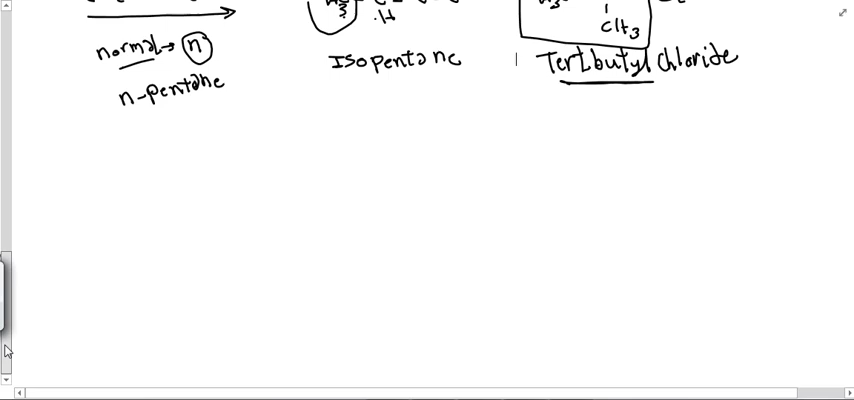 normal → n
n-pentane
.H
Isopentane
CH3
Tertbutyl chloride